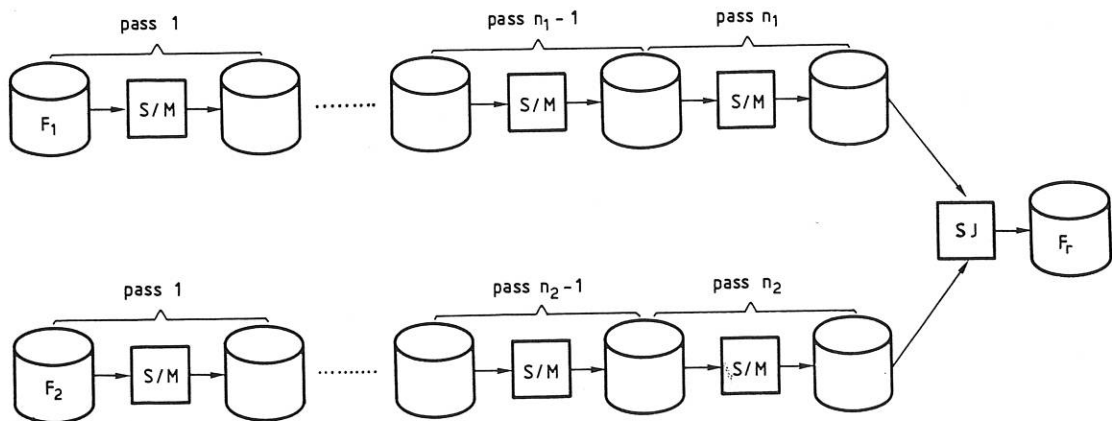 pass 1
pass n₁ - 1
pass n₁
F₁
S/M
S/M
S/M
SJ
Fᵣ
pass 1
pass n₂ - 1
pass n₂
F₂
S/M
S/M
S/M